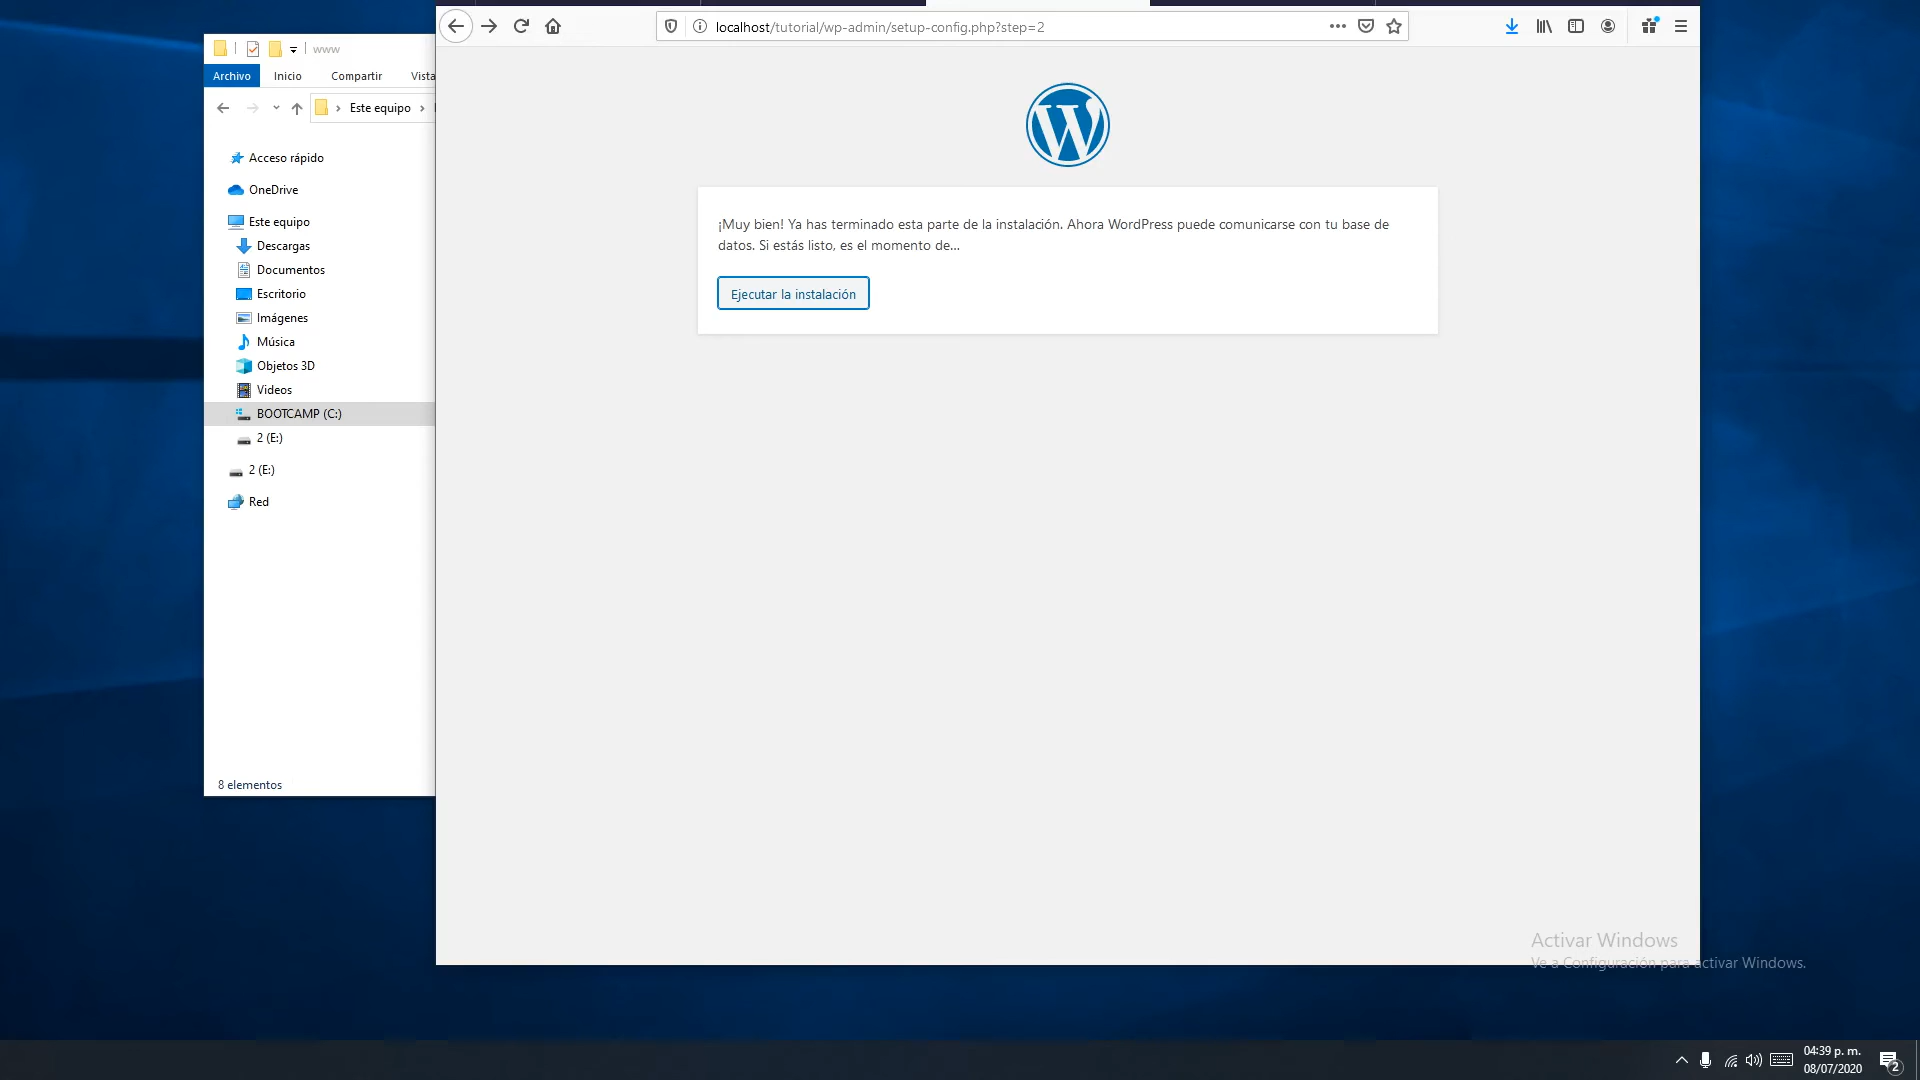 www
Archivo Inicio Compartir Vista
Este equipo
Acceso rápido
OneDrive
Este equipo
Descargas
Documentos
Escritorio
Imágenes
Música
Objetos 3D
Videos
BOOTCAMP (C:)
2 (E:)
2 (E:)
Red
8 elementos
localhost/tutorial/wp-admin/setup-config.php?step=2
W
¡Muy bien! Ya has terminado esta parte de la instalación. Ahora WordPress puede comunicarse con tu base de
datos. Si estás listo, es el momento de…
Ejecutar la instalación
Activar Windows
Ve a Configuración para activar Windows.
04:39 p. m.
08/07/2020
2